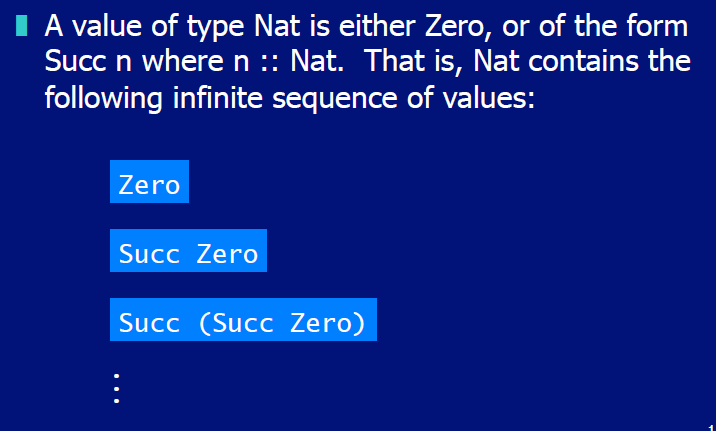 A value of type Nat is either Zero, or of the form
Succ n where n :: Nat. That is, Nat contains the
following infinite sequence of values:
Zero
Succ Zero
Succ (Succ Zero)
⋮